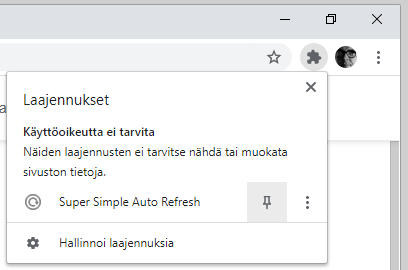 Laajennukset
Käyttöoikeutta ei tarvita
Näiden laajennusten ei tarvitse nähdä tai muokata
sivuston tietoja.
Super Simple Auto Refresh
Hallinnoi laajennuksia